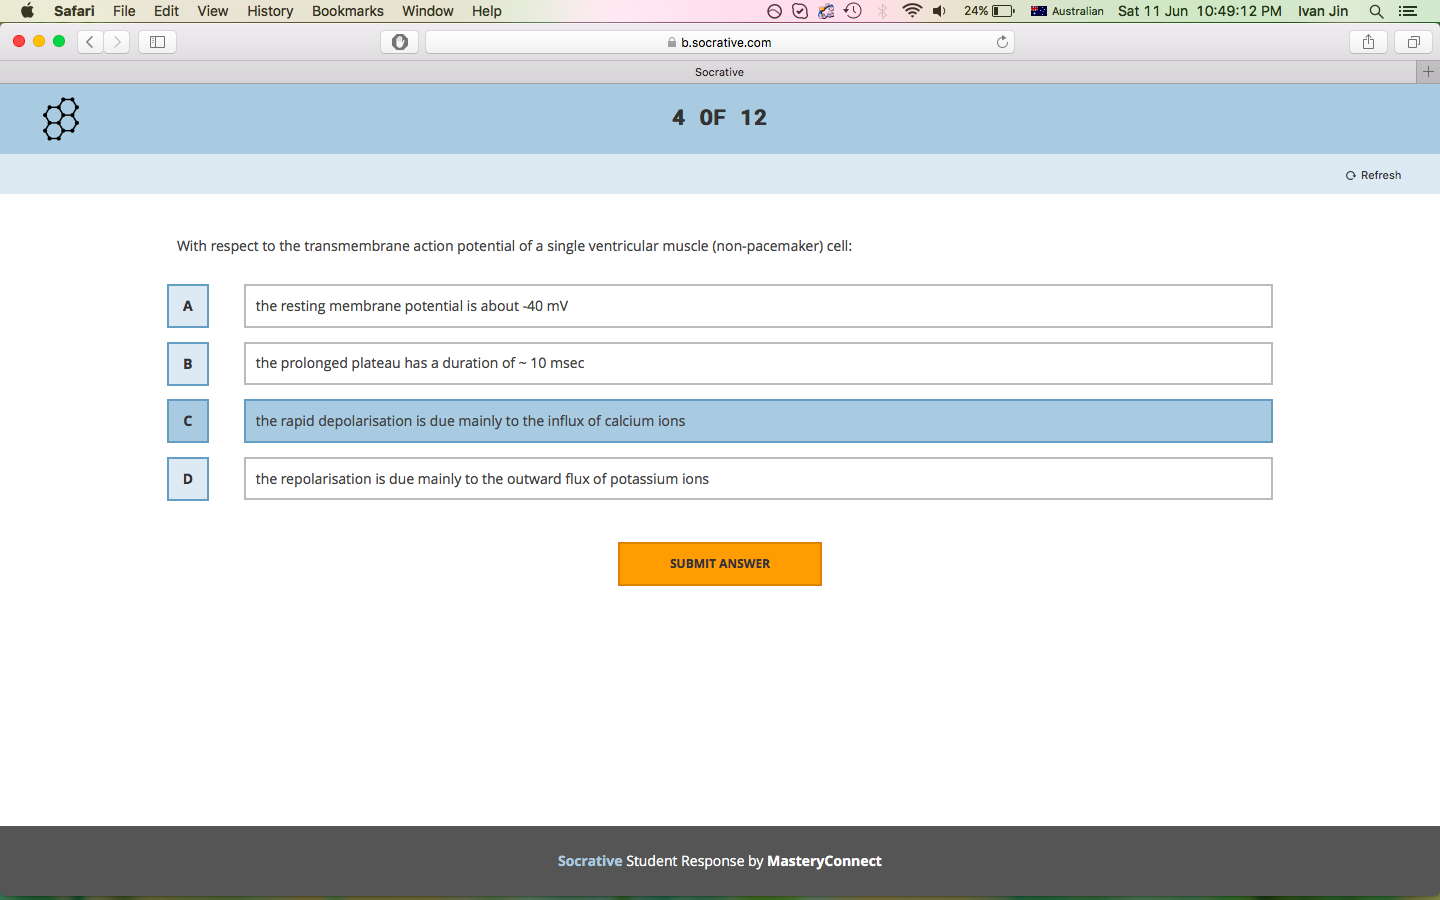 Safari File Edit View History Bookmarks Window Help 24% Australian Sat 11 Jun 10:49:12 PM Ivan Jin
b.socrative.com
Socrative
4 OF 12
Refresh
With respect to the transmembrane action potential of a single ventricular muscle (non-pacemaker) cell:
A the resting membrane potential is about -40 mV
B the prolonged plateau has a duration of ~ 10 msec
C the rapid depolarisation is due mainly to the influx of calcium ions
D the repolarisation is due mainly to the outward flux of potassium ions
SUBMIT ANSWER
Socrative Student Response by MasteryConnect